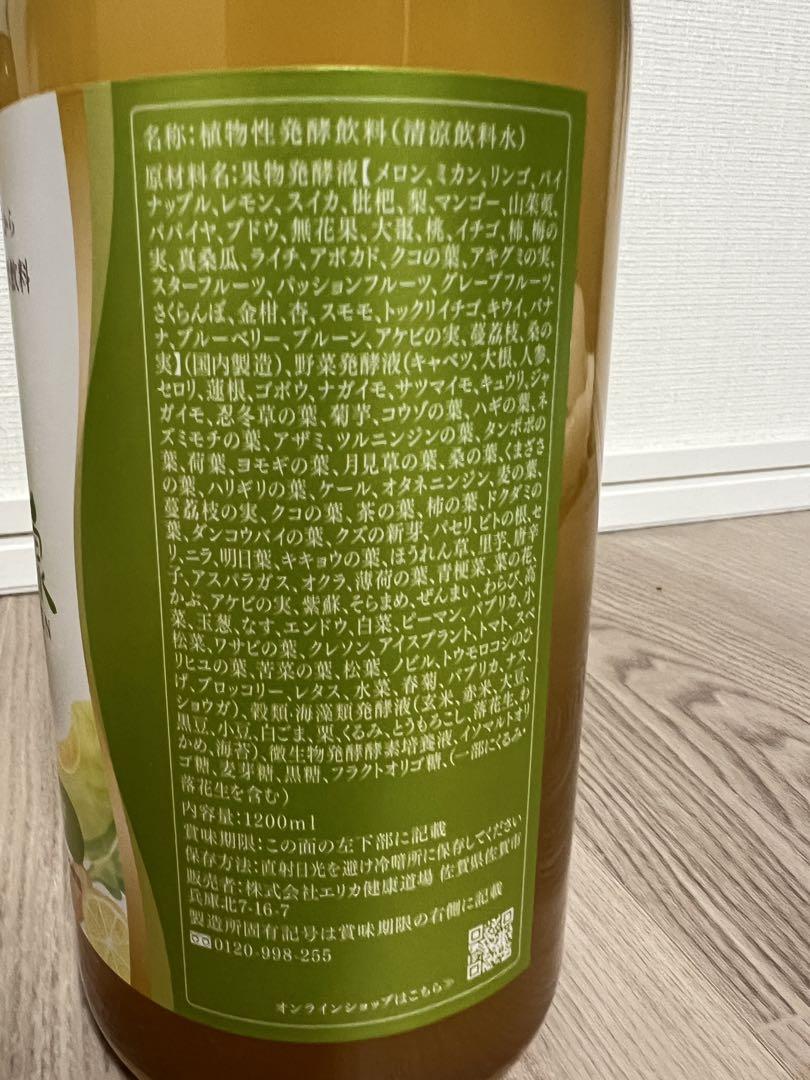 名称:植物性発酵飲料(清涼飲料水)
原材料名:果物発酵液【メロン、ミカン、リンゴ、パイ
ナップル、レモン、スイカ、枇杷、梨、マンゴー、山茱萸、
パパイヤ、ブドウ、無花果、大棗、桃、イチゴ、柿、梅の
実、真桑瓜、ライチ、アボカド、クコの葉、アキグミの実、
スターフルーツ、パッションフルーツ、グレープフルーツ、
さくらんぼ、金柑、杏、スモモ、トックリイチゴ、キウイ、バナ
ナ、ブルーベリー、プルーン、アケビの実、蔓茘枝、桑の
実】(国内製造)、野菜発酵液(キャベツ、大根、人参、
セロリ、蓮根、ゴボウ、ナガイモ、サツマイモ、キュウリ、ジャ
ガイモ、忍冬草の葉、菊芋、コウゾの葉、ハギの葉、ネ
ズミモチの葉、アザミ、ツルニンジンの葉、タンポポの
葉、荷葉、ヨモギの葉、月見草の葉、桑の葉、くまざさ
の葉、ハリギリの葉、ケール、オタネニンジン、麦の葉、
蔓茘枝の実、クコの葉、茶の葉、柿の葉、ドクダミの
葉、ダンコウバイの葉、クズの新芽、パセリ、ビトの根、セ
リ、ニラ、明日葉、キキョウの葉、ほうれん草、里芋、唐辛
子、アスパラガス、オクラ、薄荷の葉、青梗菜、菜の花、
かぶ、アケビの実、紫蘇、そらまめ、ぜんまい、わらび、高
菜、玉葱、なす、エンドウ、白菜、ピーマン、パプリカ、小
松菜、ワサビの葉、クレソン、アイスプラント、トマト、スベ
リヒユの葉、苦菜の葉、松葉、ノビル、トウモロコシのひ
げ、ブロッコリー、レタス、水菜、春菊、パプリカ、ナス、
ショウガ)、穀類・海藻類発酵液(玄米、赤米、大豆、
黒豆、小豆、白ごま、栗、くるみ、とうもろこし、落花生、わ
かめ、海苔)、微生物発酵酵素培養液、イソマルトオリ
ゴ糖、麦芽糖、黒糖、フラクトオリゴ糖、(一部にくるみ・
落花生を含む)
内容量:1200ml
賞味期限:この面の左下部に記載
保存方法:直射日光を避け冷暗所に保存してください
販売者:株式会社エリカ健康道場 佐賀県佐賀市
兵庫北7-16-7
製造所固有記号は賞味期限の右側に記載
0120-998-255
オンラインショップはこちら≫
飲料